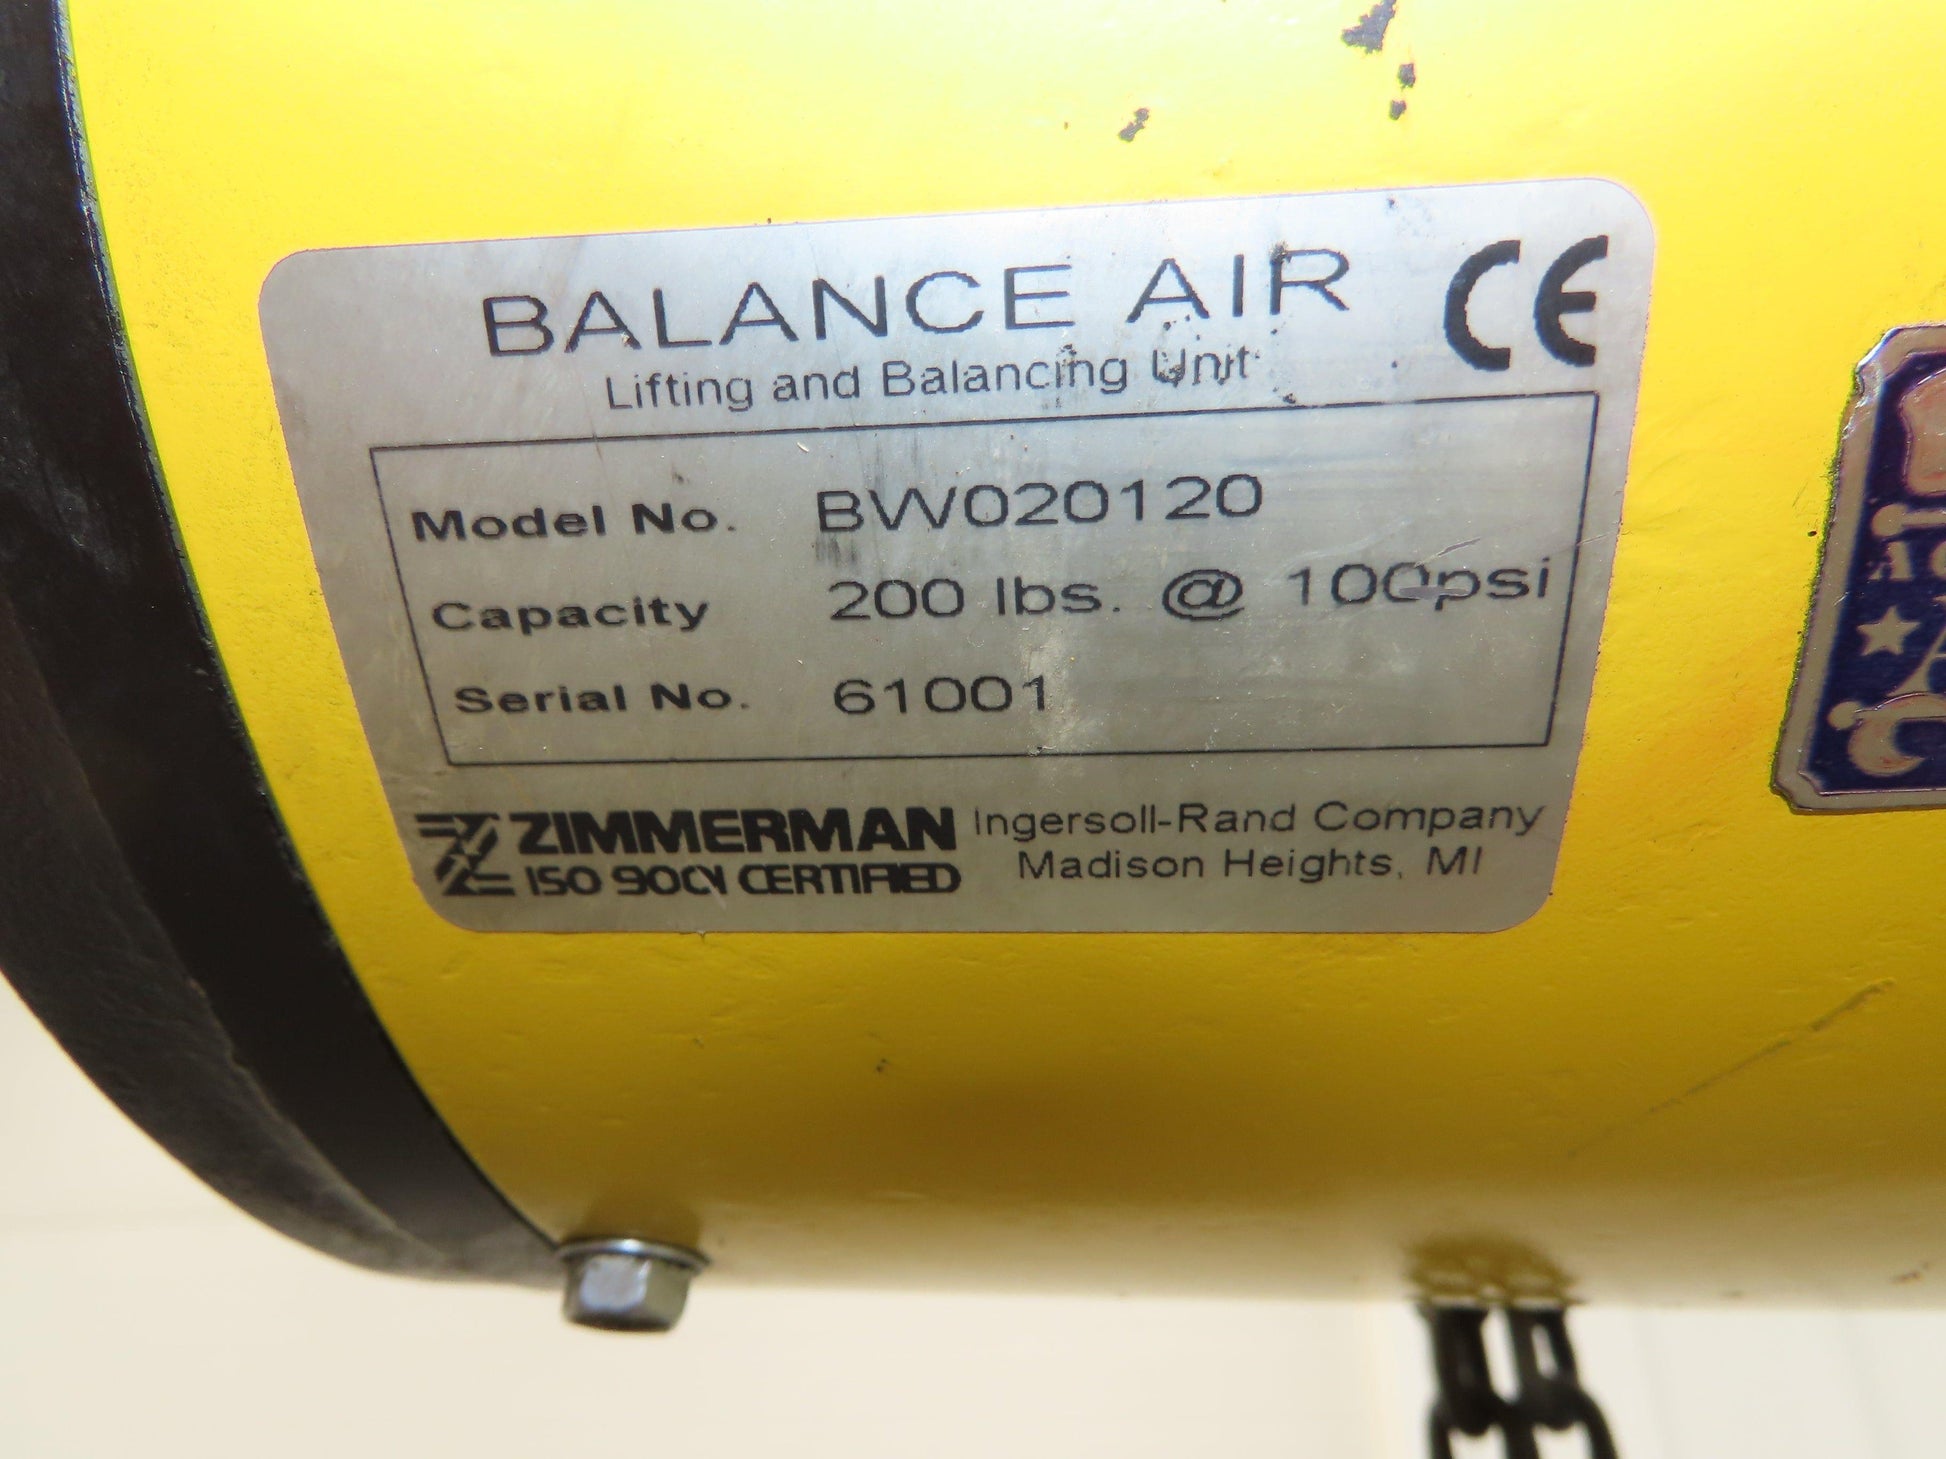 BALANCE AIR CE
Lifting and Balancing Unit
Model No. BW020120
Capacity 200 lbs. @ 100psi
Serial No. 61001
ZIMMERMAN Ingersoll-Rand Company
ISO CERTIFIED Madison Heights, MI